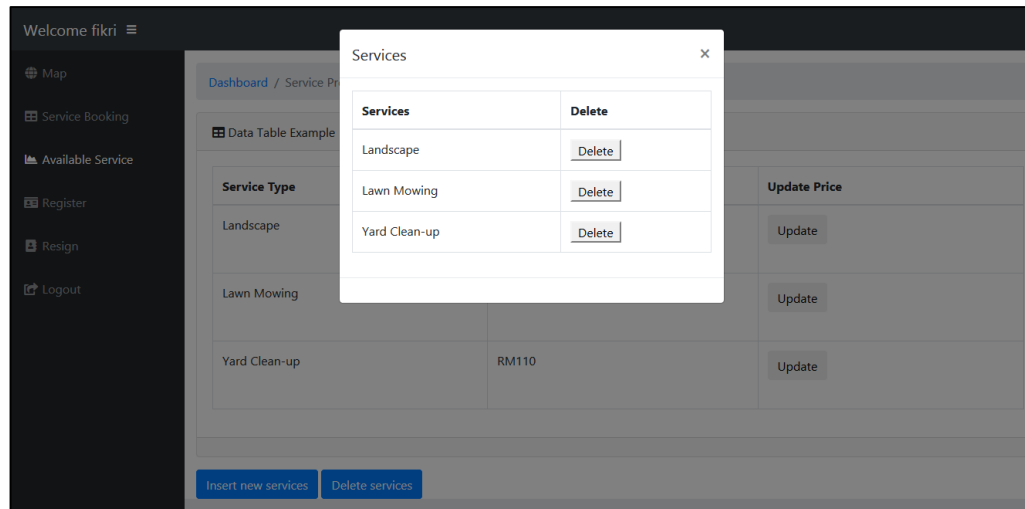 Welcome fikri
Map
Service Booking
Available Service
Register
Resign
Logout
Dashboard / Service Pr
Data Table Example
Service Type
Update Price
Landscape
Update
Lawn Mowing
Update
Yard Clean-up RM110 Update
Insert new services Delete services
Services ×
Services Delete
Landscape Delete
Lawn Mowing Delete
Yard Clean-up Delete